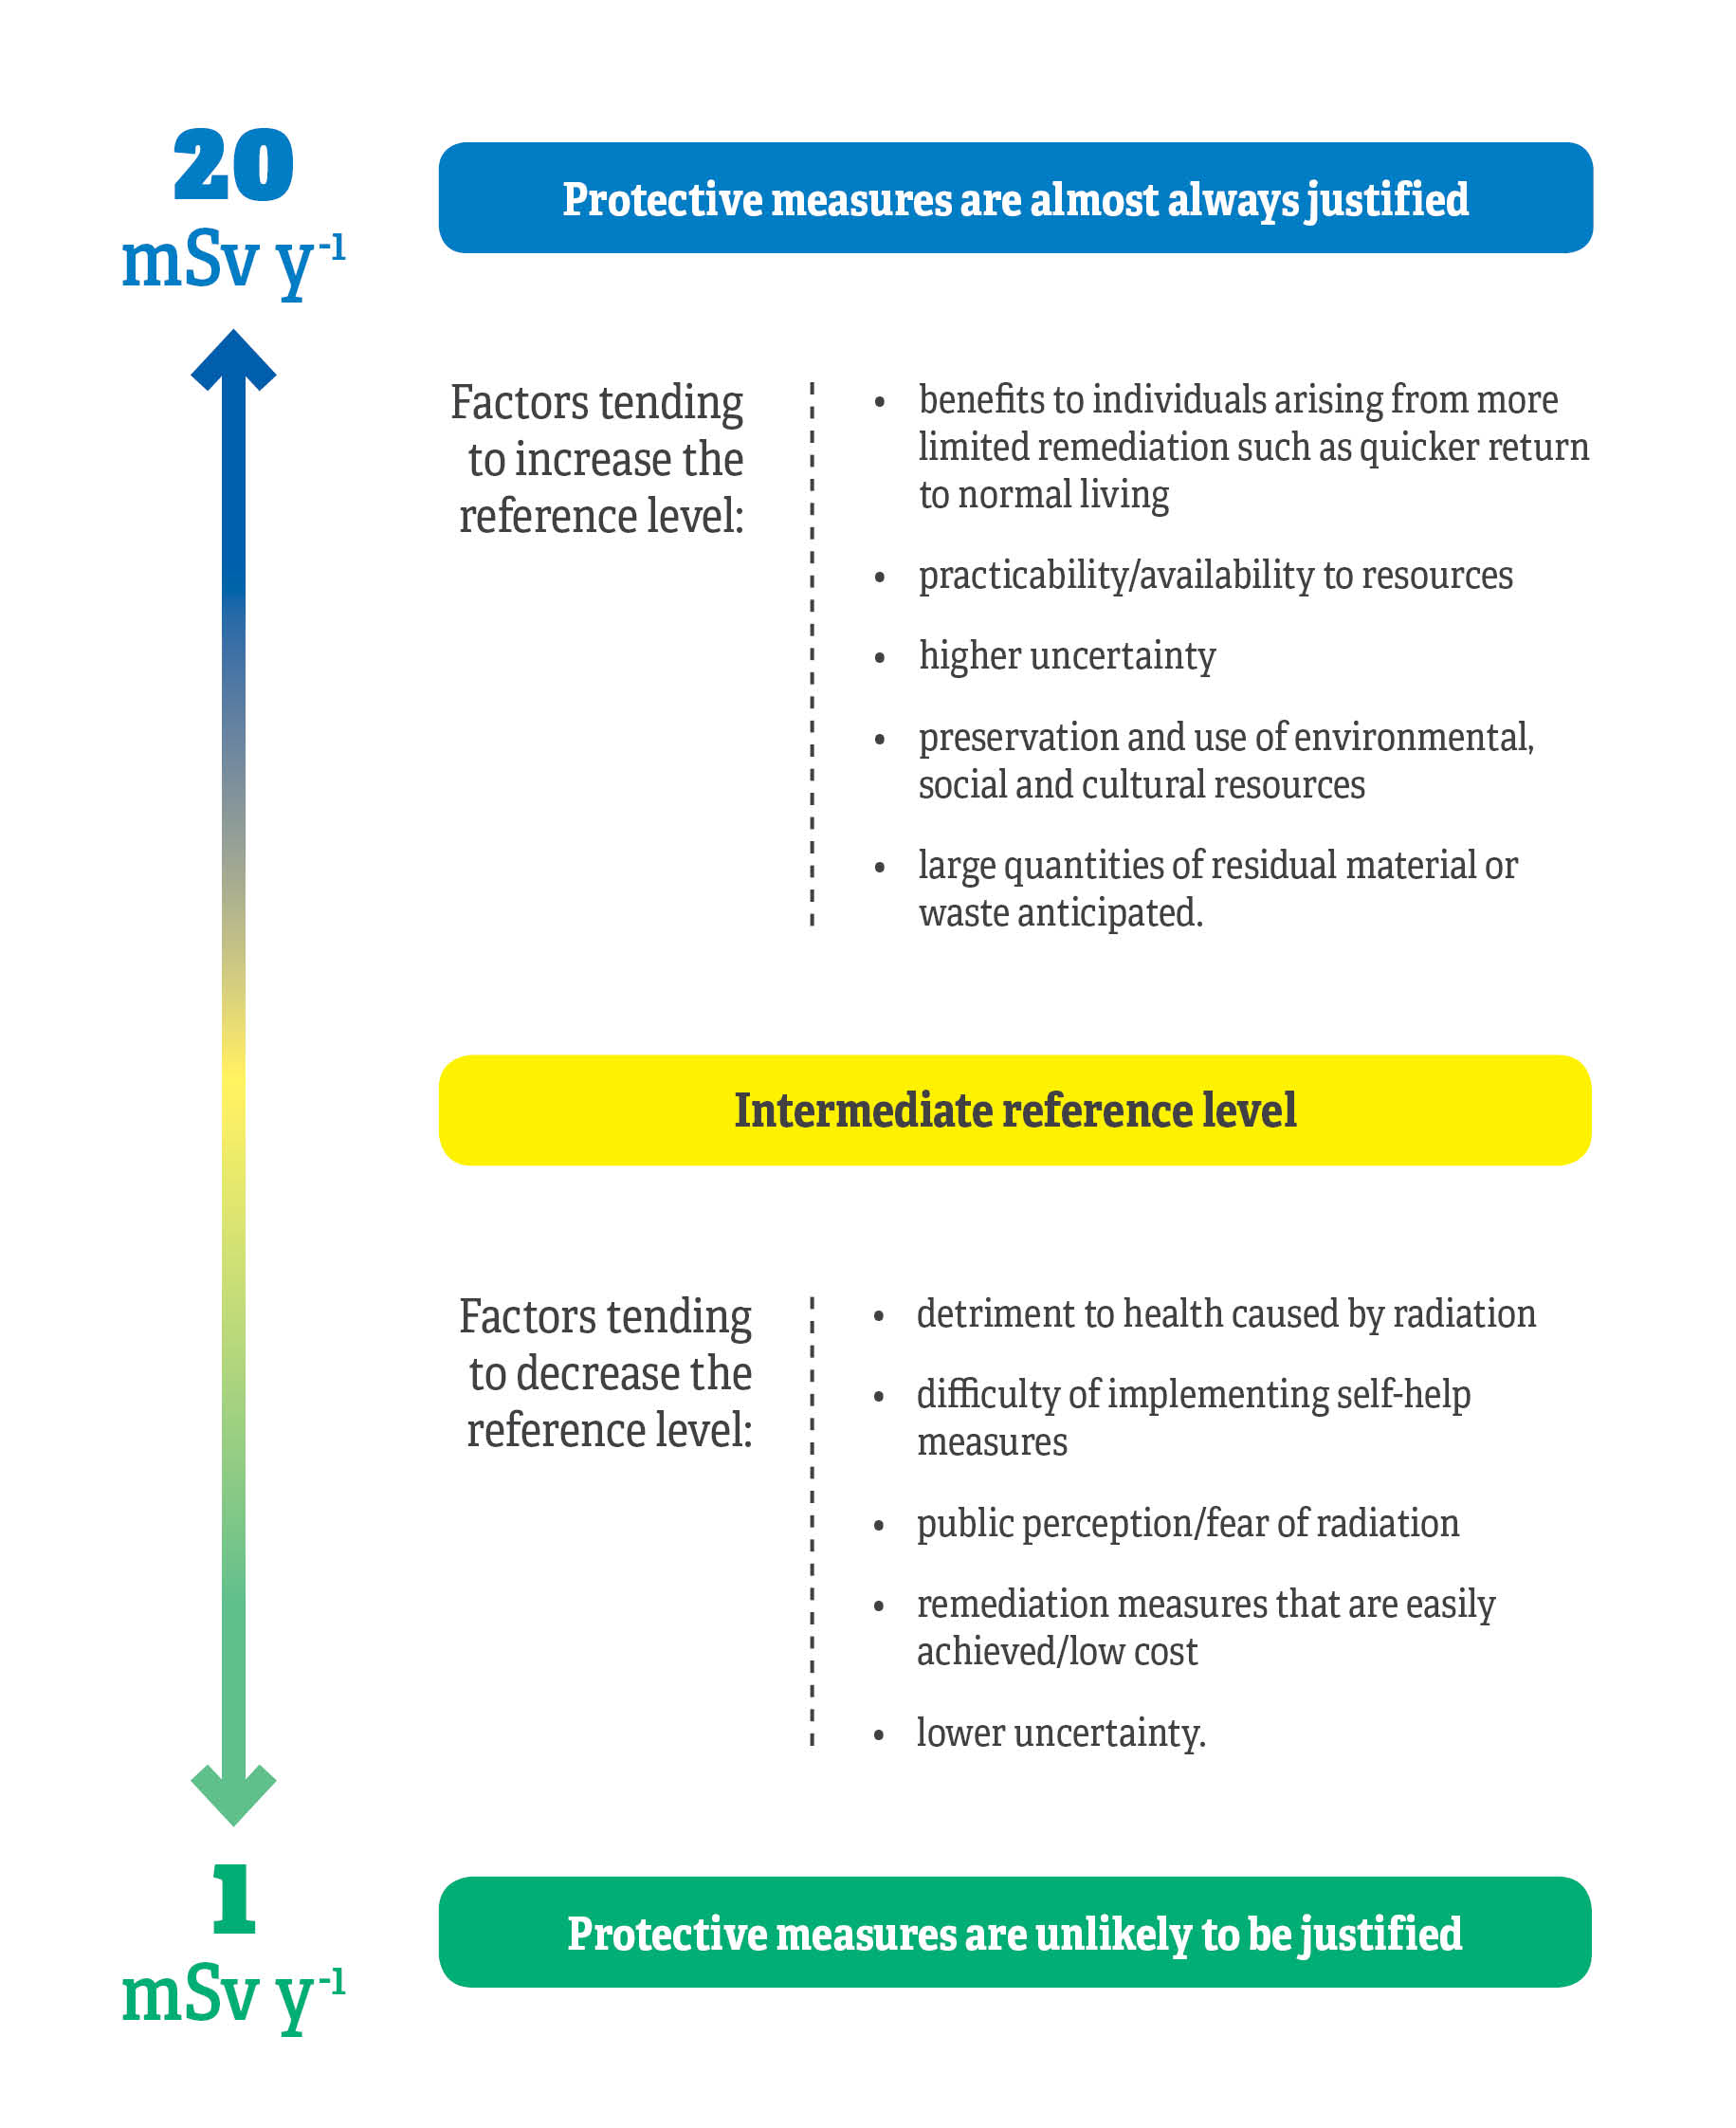 20
mSv y⁻¹
Protective measures are almost always justified
Factors tending
to increase the
reference level:
• benefits to individuals arising from more
limited remediation such as quicker return
to normal living
• practicability/availability to resources
• higher uncertainty
• preservation and use of environmental,
social and cultural resources
• large quantities of residual material or
waste anticipated.
Intermediate reference level
Factors tending
to decrease the
reference level:
• detriment to health caused by radiation
• difficulty of implementing self-help
measures
• public perception/fear of radiation
• remediation measures that are easily
achieved/low cost
• lower uncertainty.
1
mSv y⁻¹
Protective measures are unlikely to be justified